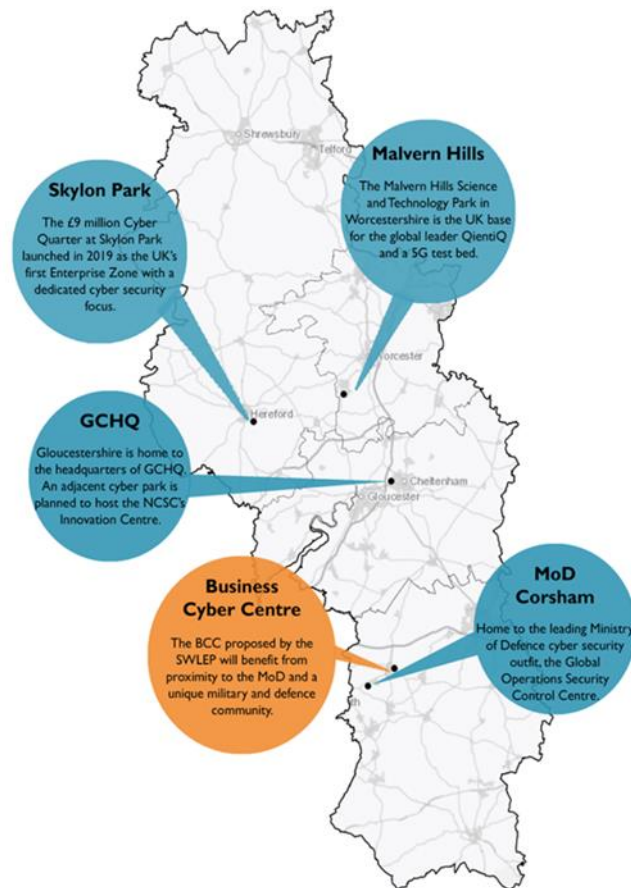 Shrewsbury
Telford
Malvern Hills
The Malvern Hills Science
and Technology Park in
Worcestershire is the UK base
for the global leader QientiQ
and a 5G test bed.
Skylon Park
The £9 million Cyber
Quarter at Skylon Park
launched in 2019 as the UK's
first Enterprise Zone with a
dedicated cyber security
focus.
orcester
Hereford
GCHQ
Gloucestershire is home to
the headquarters of GCHQ.
An adjacent cyber park is
planned to host the NCSC's
Innovation Centre.
Cheltenham
Gloucester
Business
Cyber Centre
The BCC proposed by the
SWLEP will benefit from
proximity to the MoD and a
unique military and defence
community.
MoD
Corsham
Home to the leading Ministry
of Defence cyber security
outfit, the Global
Operations Security
Control Centre.
th